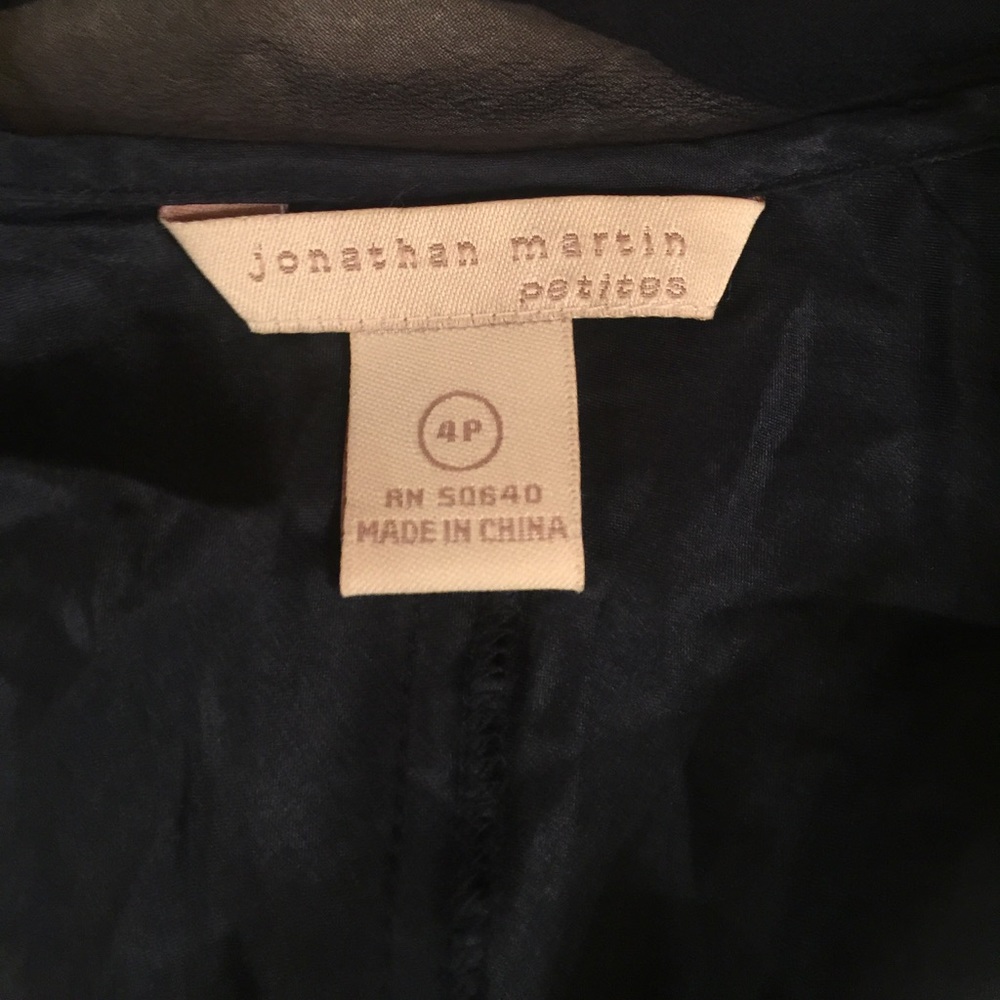 jonathan martin
petites
4P
RN 50640
MADE IN CHINA